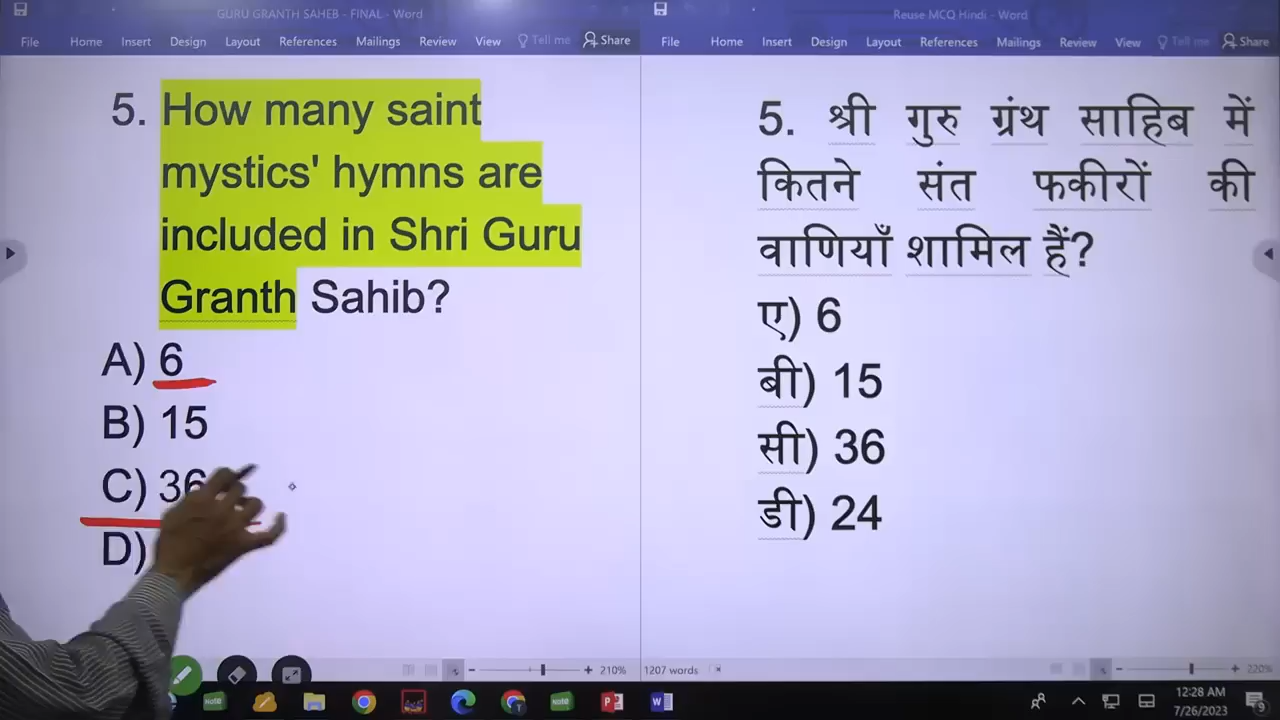 GURU GRANTH SAHEB - FINAL - Word
File Home Insert Design Layout References Mailings Review View Tell me Share
5. How many saint
mystics' hymns are
included in Shri Guru
Granth Sahib?
A) 6
B) 15
C) 36
D)
210%
Reuse MCQ Hindi - Word
File Home Insert Design Layout References Mailings Review View Tell me Share
5. श्री गुरु ग्रंथ साहिब में
कितने संत फकीरों की
वाणियाँ शामिल हैं?
ए) 6
बी) 15
सी) 36
डी) 24
1207 words
220%
Note
Note
12:28 AM
7/26/2023
9